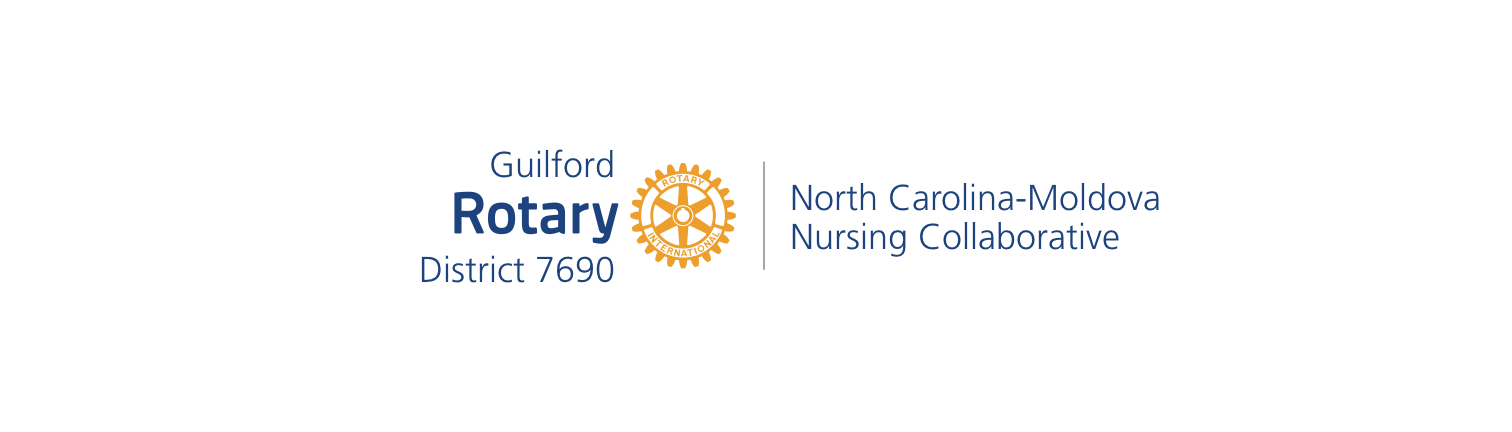 Guilford
Rotary
District 7690
ROTARY
INTERNATIONAL
North Carolina-Moldova
Nursing Collaborative